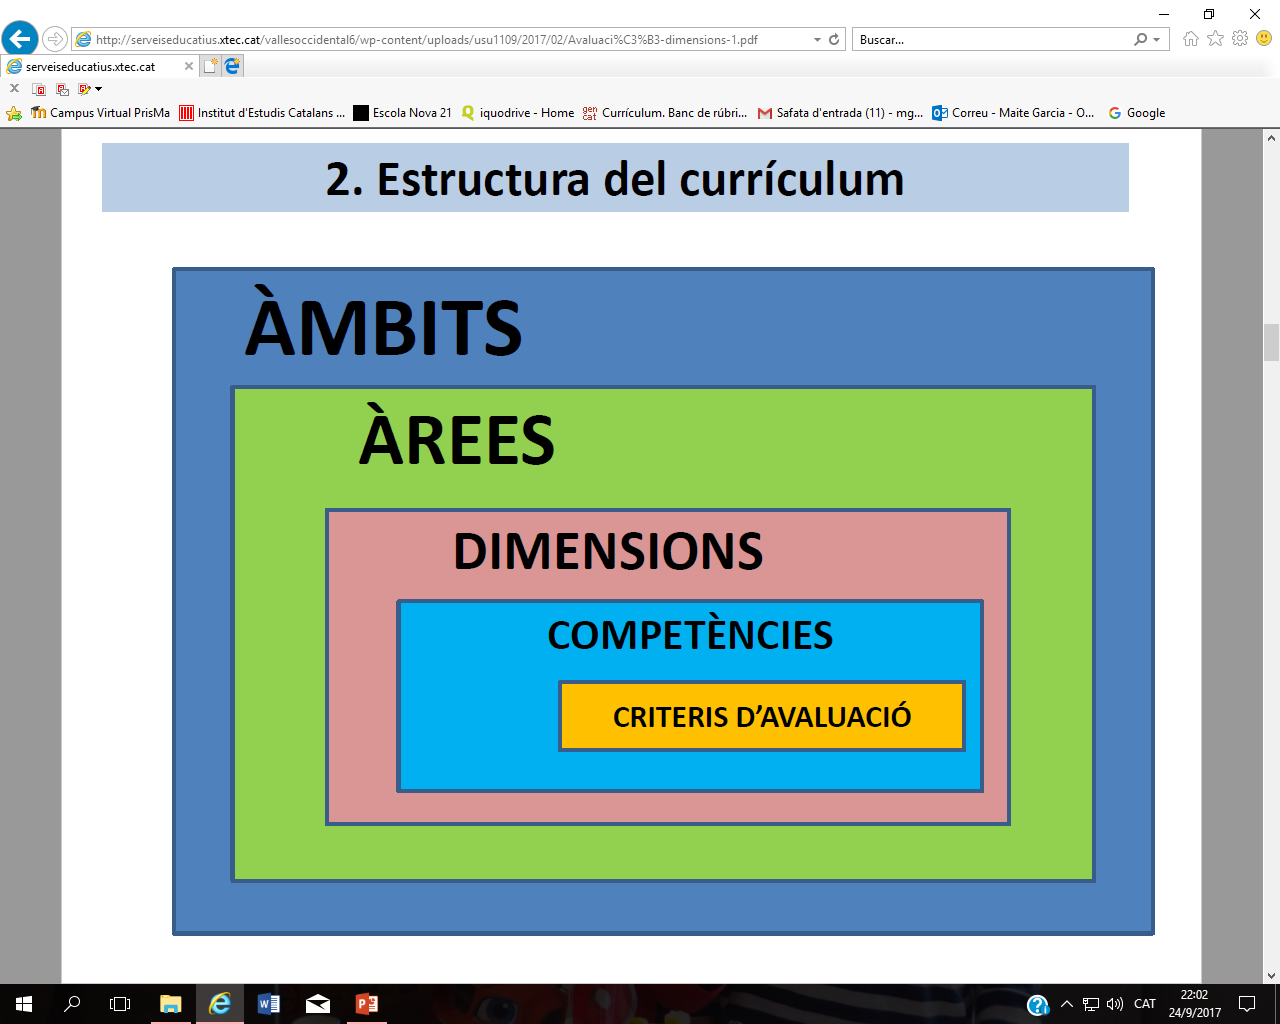 http://serveiseducatius.xtec.cat/vallesoccidental6/wp-content/uploads/usu1109/2017/02/Avaluaci%C3%B3-dimensions-1.pdf
Buscar...
serveiseducatius.xtec.cat
Campus Virtual PrisMa
Institut d'Estudis Catalans ...
Escola Nova 21
iquodrive - Home
gen cat
Currículum. Banc de rúbri...
Safata d'entrada (11) - mg...
Correu - Maite Garcia - O...
Google
2. Estructura del currículum
ÀMBITS
ÀREES
DIMENSIONS
COMPETÈNCIES
CRITERIS D’AVALUACIÓ
CAT
22:02
24/9/2017